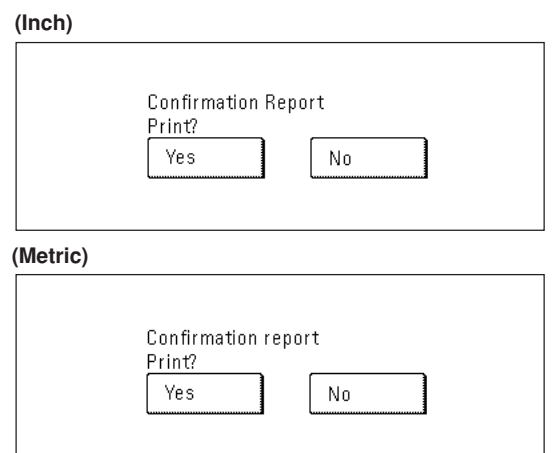 (Inch)
Confirmation Report
Print?
Yes No
(Metric)
Confirmation report
Print?
Yes No